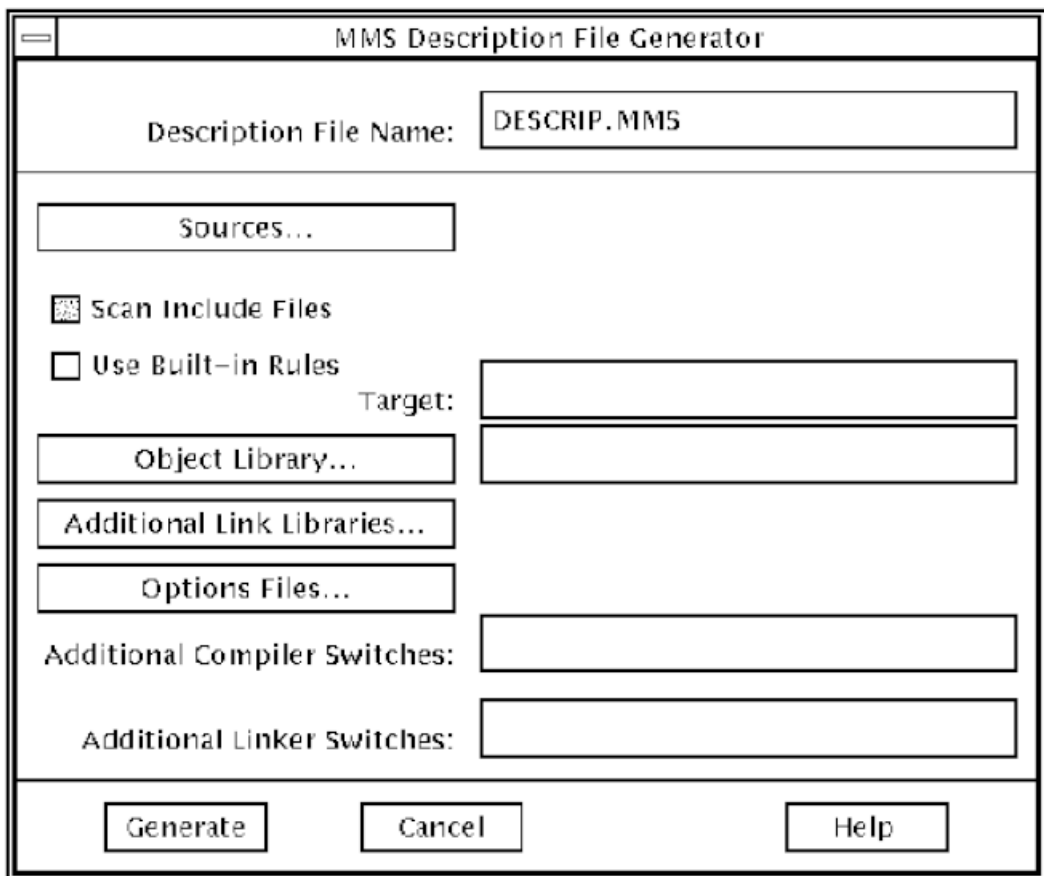 MMS Description File Generator
Description File Name: DESCRIP.MMS
Sources...
Scan Include Files
Use Built-in Rules
Target:
Object Library...
Additional Link Libraries...
Options Files...
Additional Compiler Switches:
Additional Linker Switches:
Generate Cancel Help